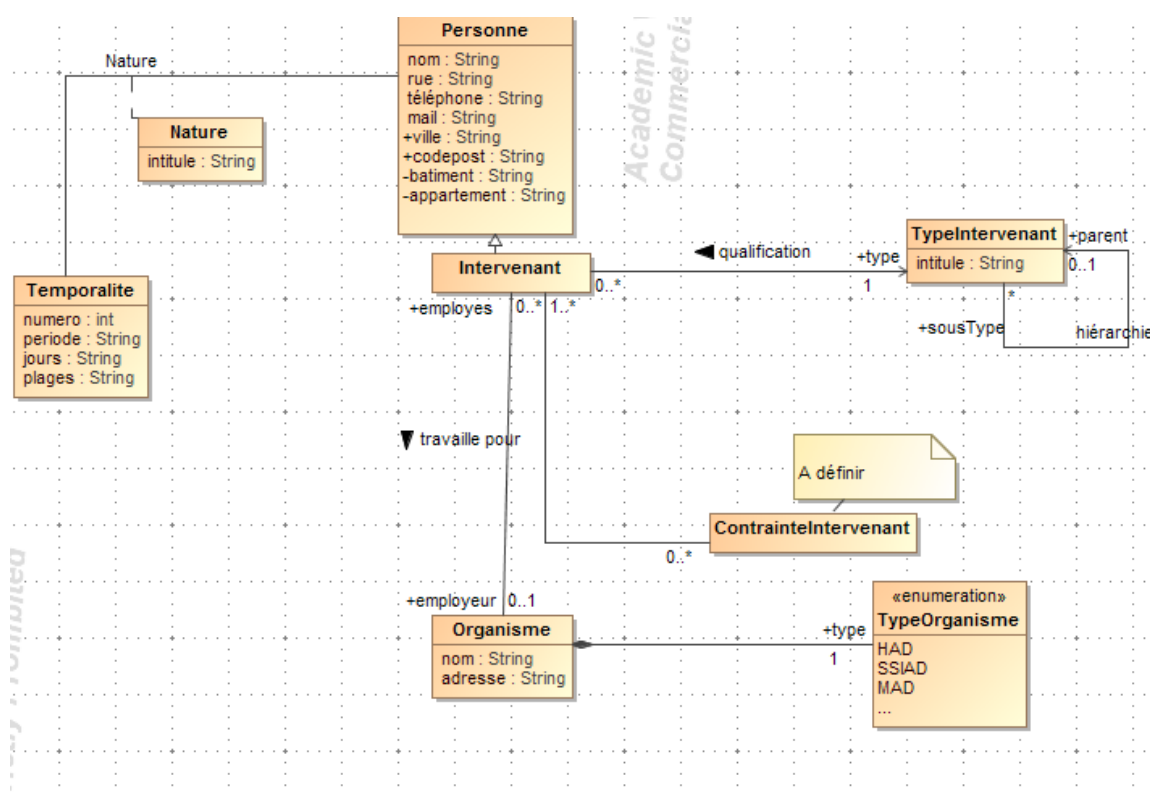 Personne
nom : String
rue : String
téléphone : String
mail : String
+ville : String
+codepost : String
-batiment : String
-appartement : String
Academic
Commercia
Nature
Nature
intitule : String
Temporalite
numero : int
periode : String
jours : String
plages : String
Intervenant
0..*
qualification
+type
1
TypeIntervenant
intitule : String
+parent
0..1
*
+sousType
hiérarchie
+employes
0..*
1..*
travaille pour
A définir
ContrainteIntervenant
0..*
+employeur
0..1
Organisme
nom : String
adresse : String
+type
1
«enumeration»
TypeOrganisme
HAD
SSIAD
MAD
...